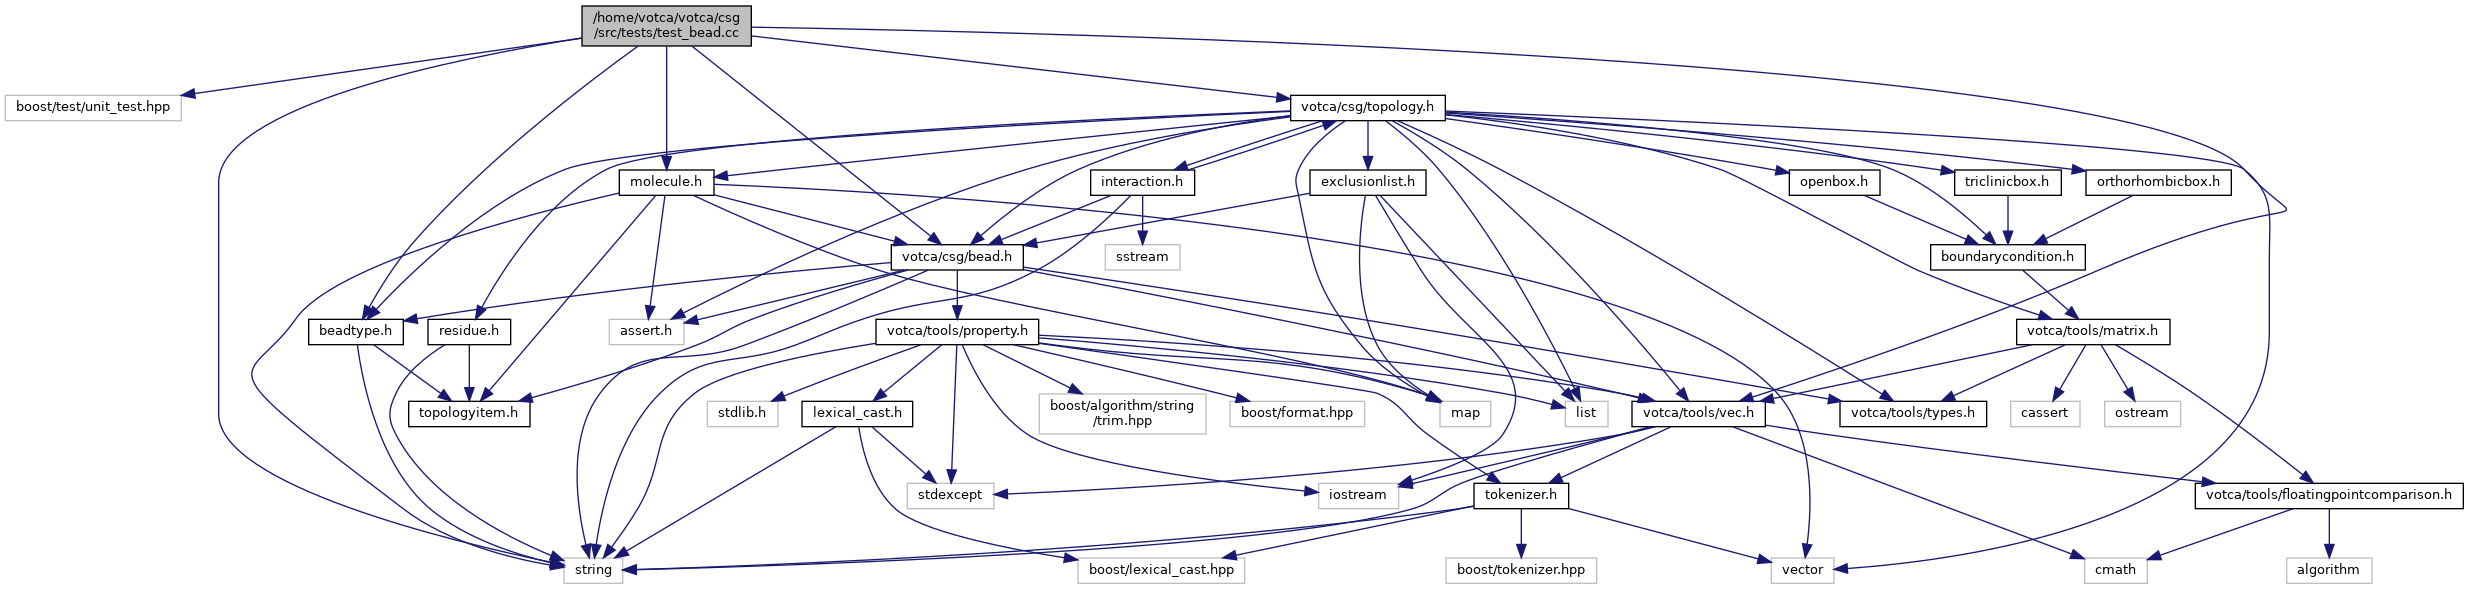 /home/votca/votca/csg
/src/tests/test_bead.cc
boost/test/unit_test.hpp
votca/csg/topology.h
molecule.h
interaction.h
exclusionlist.h
openbox.h
triclinicbox.h
orthorhombicbox.h
votca/csg/bead.h
sstream
boundarycondition.h
beadtype.h
residue.h
assert.h
votca/tools/property.h
votca/tools/matrix.h
topologyitem.h
stdlib.h
lexical_cast.h
boost/algorithm/string
/trim.hpp
boost/format.hpp
map
list
votca/tools/vec.h
votca/tools/types.h
cassert
ostream
stdexcept
iostream
tokenizer.h
votca/tools/floatingpointcomparison.h
string
boost/lexical_cast.hpp
boost/tokenizer.hpp
vector
cmath
algorithm